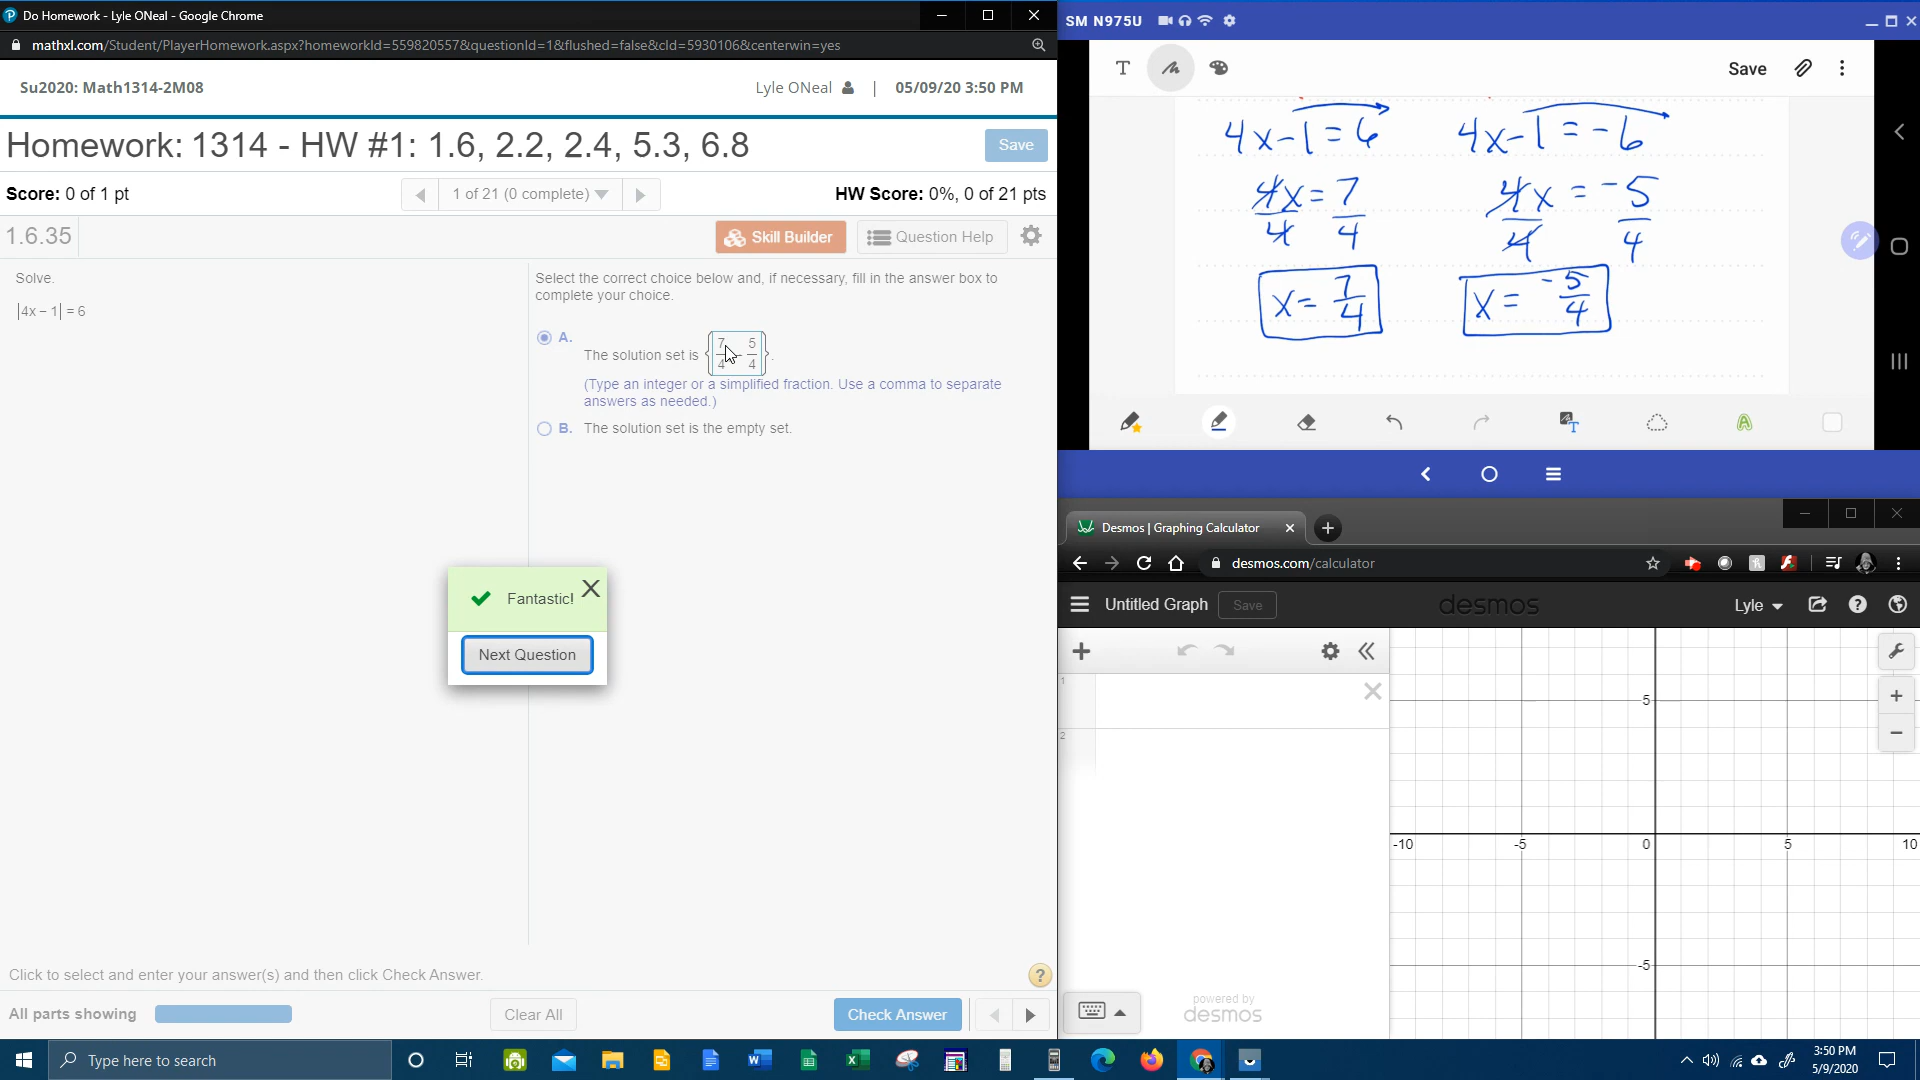 Do Homework - Lyle ONeal - Google Chrome
mathxl.com/Student/PlayerHomework.aspx?homeworkId=559820557&questionId=1&flushed=false&cId=5930106&centerwin=yes
Su2020: Math1314-2M08
Lyle ONeal | 05/09/20 3:50 PM
Homework: 1314 - HW #1: 1.6, 2.2, 2.4, 5.3, 6.8
Save
Score: 0 of 1 pt
1 of 21 (0 complete)
HW Score: 0%, 0 of 21 pts
1.6.35
Skill Builder
Question Help
Solve.
|4x − 1| = 6
Select the correct choice below and, if necessary, fill in the answer box to
complete your choice.
A.
The solution set is { 7/4, − 5/4 }.
(Type an integer or a simplified fraction. Use a comma to separate
answers as needed.)
B. The solution set is the empty set.
Fantastic!
Next Question
Click to select and enter your answer(s) and then click Check Answer.
All parts showing
Clear All
Check Answer
SM N975U
T
Save
4x-1=6
4x-1=-6
4x=7
4 4
4x=-5
4 4
x=7/4
x=-5/4
Desmos | Graphing Calculator
desmos.com/calculator
Untitled Graph
Save
desmos
Lyle
1
2
powered by
desmos
5
-10 -5 0 5 10
-5
Type here to search
3:50 PM
5/9/2020